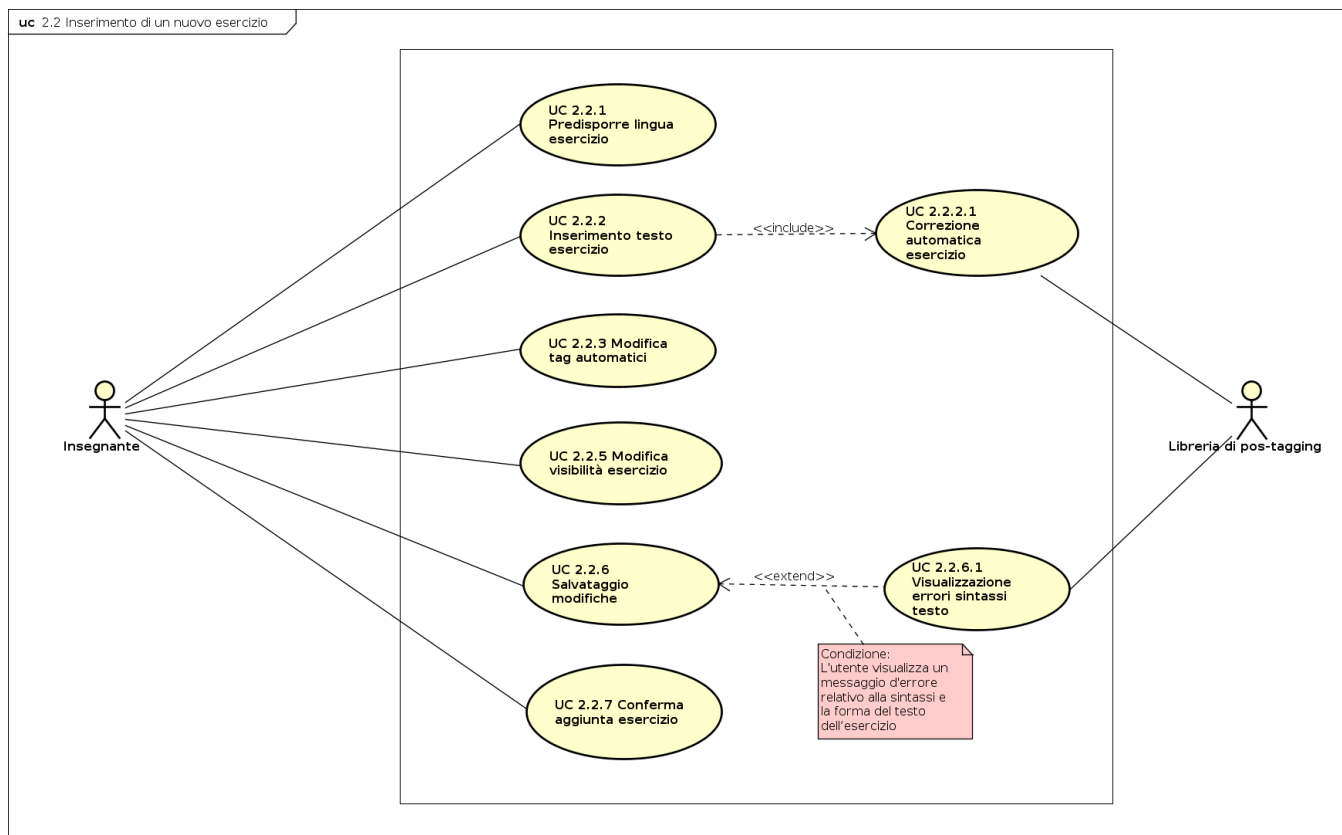 uc 2.2 Inserimento di un nuovo esercizio
UC 2.2.1
Predisporre lingua
esercizio
UC 2.2.2
Inserimento testo
esercizio
<<include>>
UC 2.2.2.1
Correzione
automatica
esercizio
UC 2.2.3 Modifica
tag automatici
Insegnante
Libreria di pos-tagging
UC 2.2.5 Modifica
visibilità esercizio
UC 2.2.6
Salvataggio
modifiche
<<extend>>
UC 2.2.6.1
Visualizzazione
errori sintassi
testo
Condizione:
L'utente visualizza un
messaggio d'errore
relativo alla sintassi e
la forma del testo
dell'esercizio
UC 2.2.7 Conferma
aggiunta esercizio